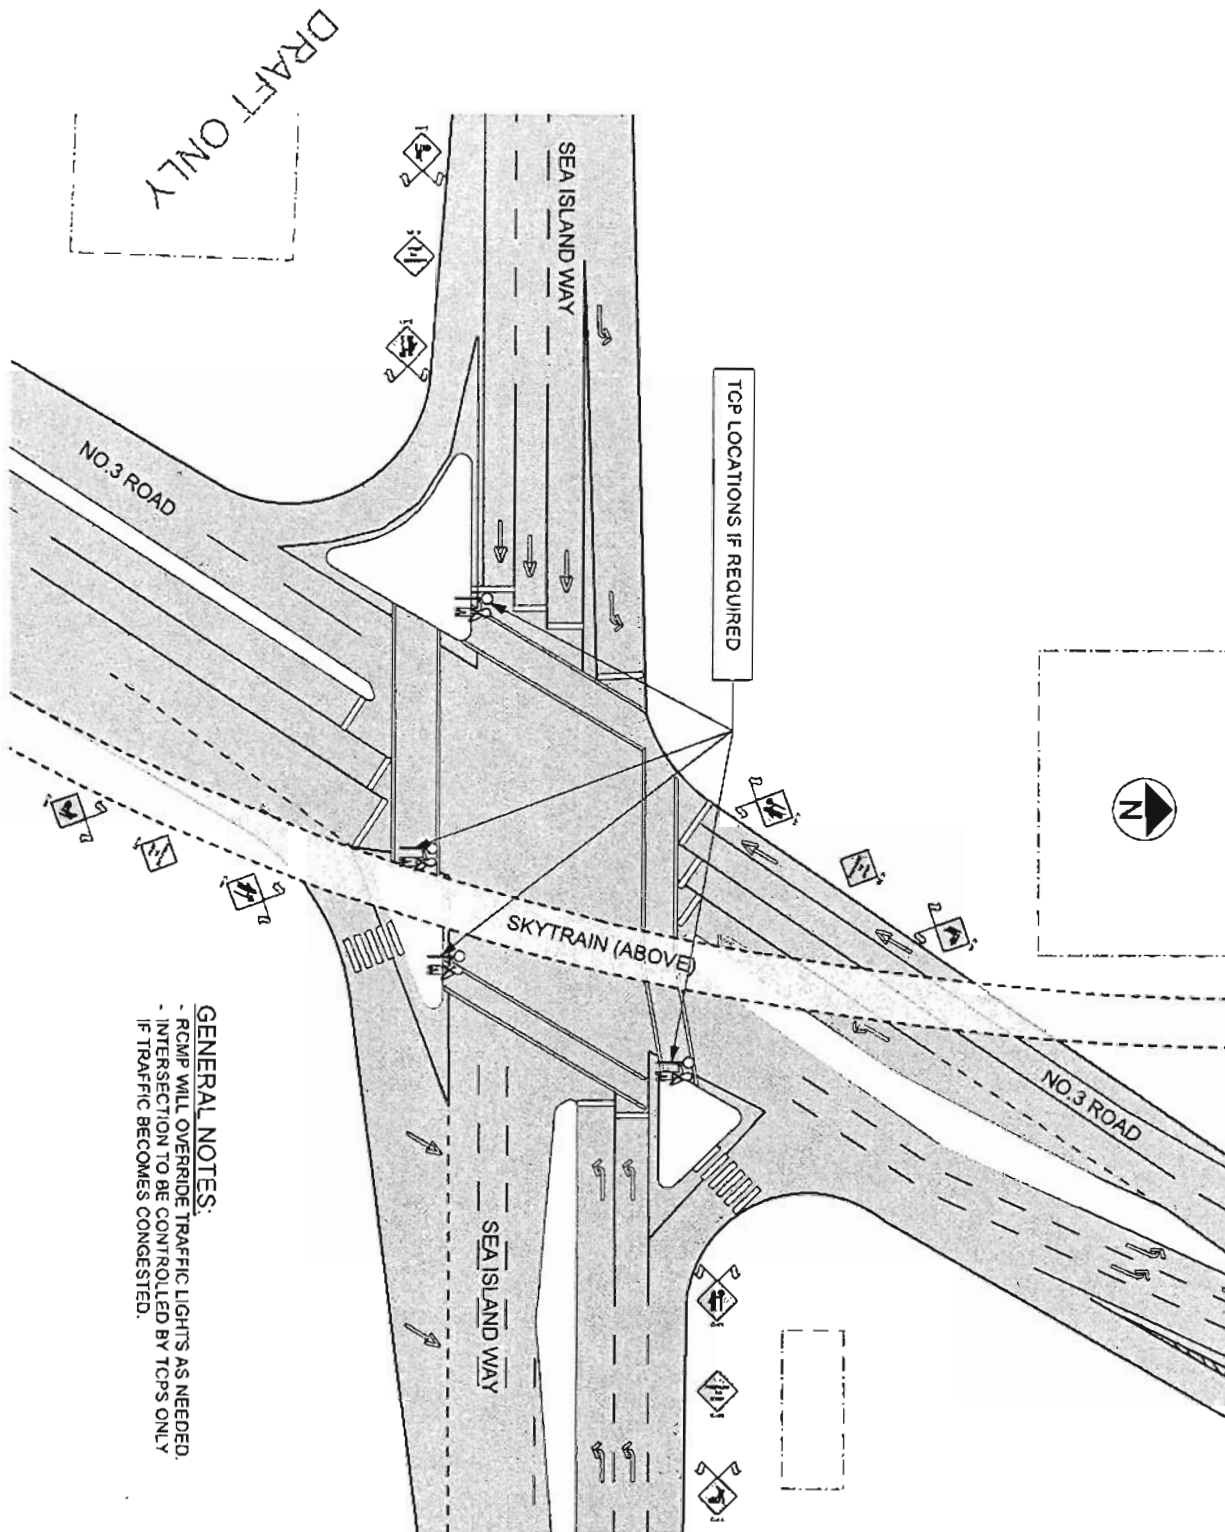 DRAFT ONLY
SEA ISLAND WAY
NO.3 ROAD
TCP LOCATIONS IF REQUIRED
N
SKYTRAIN (ABOVE)
NO.3 ROAD
SEA ISLAND WAY
GENERAL NOTES:
- RCMP WILL OVERRIDE TRAFFIC LIGHTS AS NEEDED.
- INTERSECTION TO BE CONTROLLED BY TCPS ONLY
IF TRAFFIC BECOMES CONGESTED.